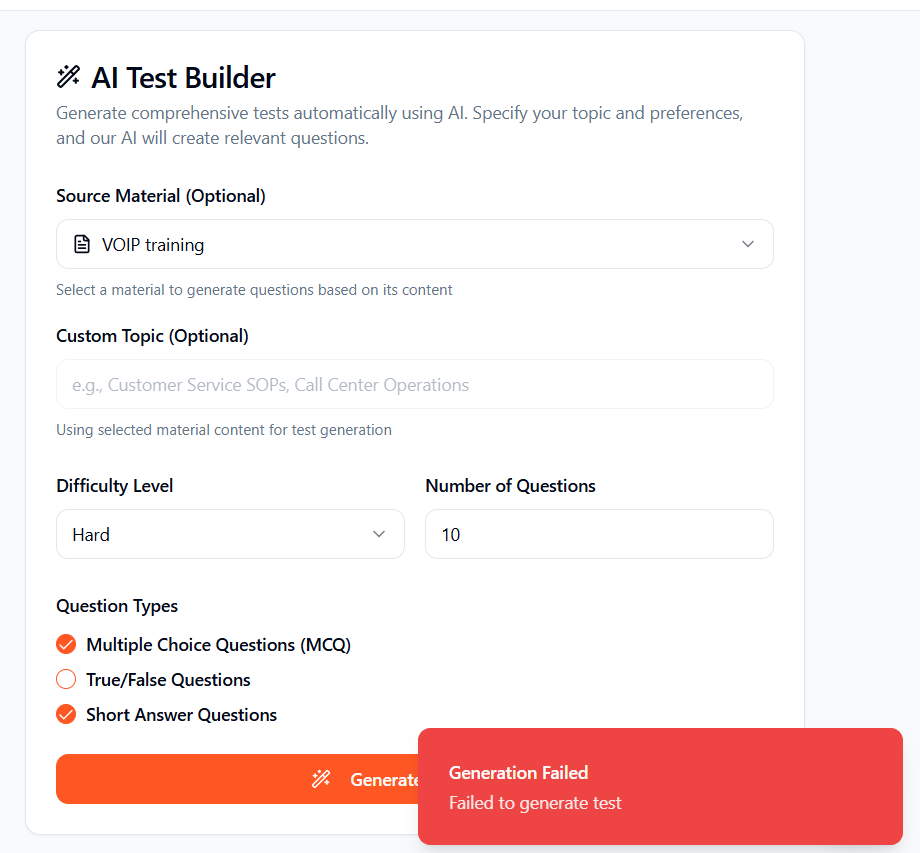 AI Test Builder
Generate comprehensive tests automatically using AI. Specify your topic and preferences,
and our AI will create relevant questions.
Source Material (Optional)
VOIP training
Select a material to generate questions based on its content
Custom Topic (Optional)
e.g., Customer Service SOPs, Call Center Operations
Using selected material content for test generation
Difficulty Level
Number of Questions
Hard
10
Question Types
Multiple Choice Questions (MCQ)
True/False Questions
Short Answer Questions
Generate
Generation Failed
Failed to generate test